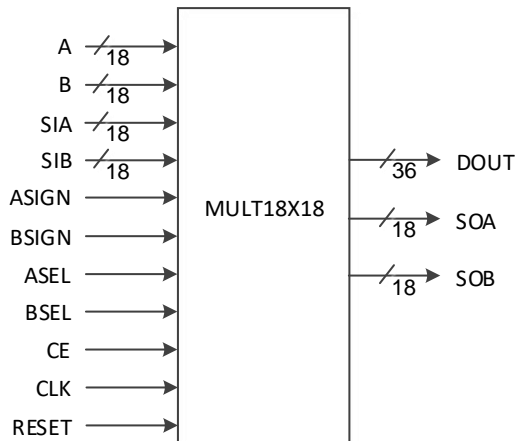 A
18
B
18
SIA
18
SIB
18
ASIGN
BSIGN
ASEL
BSEL
CE
CLK
RESET
MULT18X18
36
DOUT
18
SOA
18
SOB